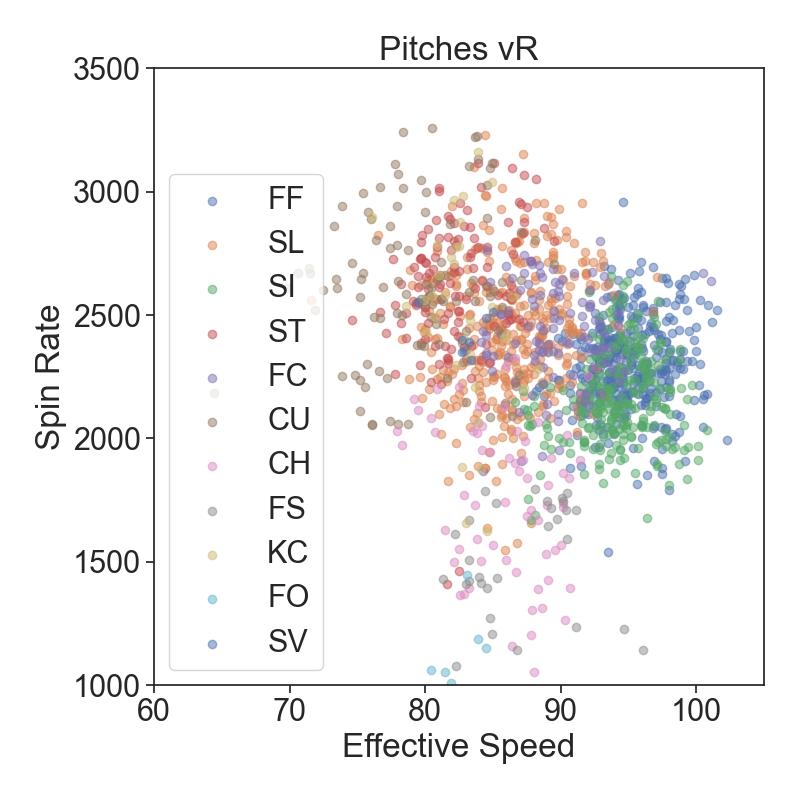 Pitches vR
3500
3000
2500
2000
1500
1000
Spin Rate
FF
SL
SI
ST
FC
CU
CH
FS
KC
FO
SV
60
70
80
90
100
Effective Speed